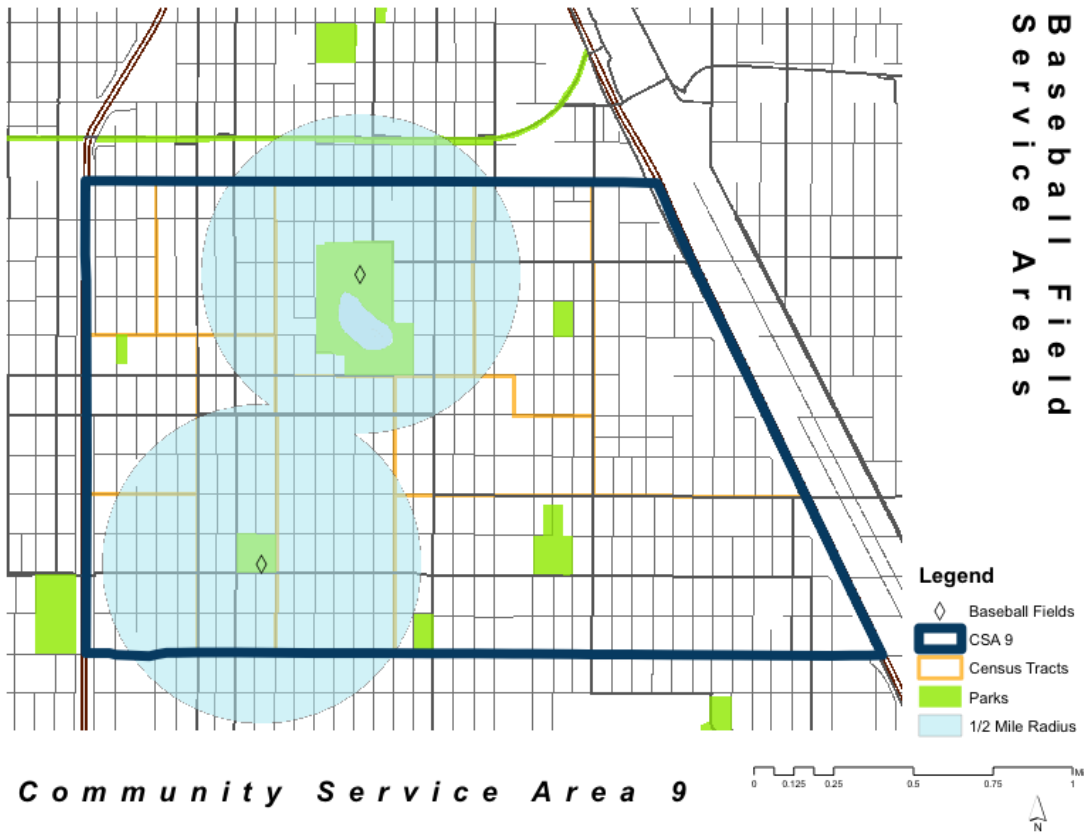 Baseball Field
Service Areas
Legend
Baseball Fields
CSA 9
Census Tracts
Parks
1/2 Mile Radius
Community Service Area 9
0 0.125 0.25 0.5 0.75 1
N